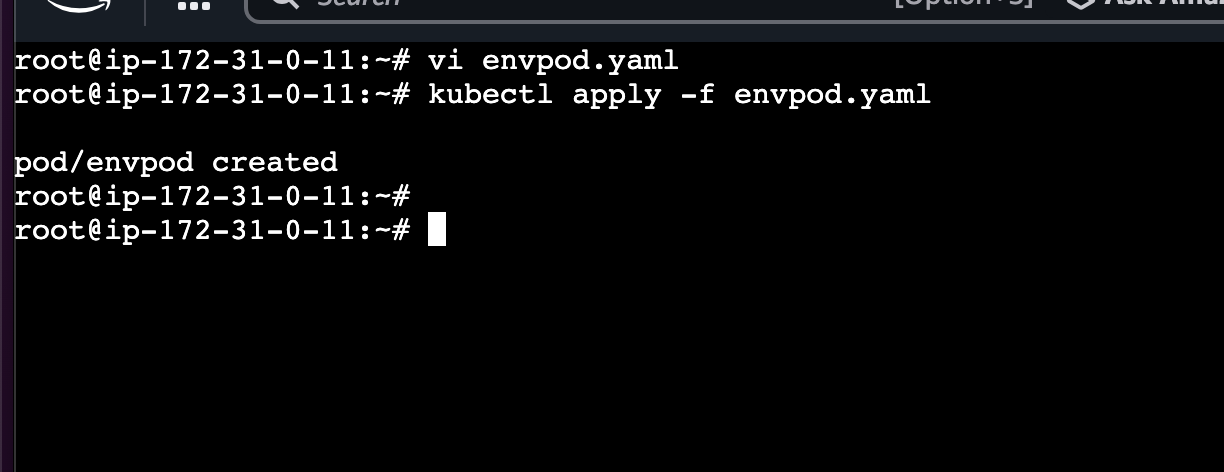 Search
root@ip-172-31-0-11:~# vi envpod.yaml
root@ip-172-31-0-11:~# kubectl apply -f envpod.yaml
pod/envpod created
root@ip-172-31-0-11:~#
root@ip-172-31-0-11:~#